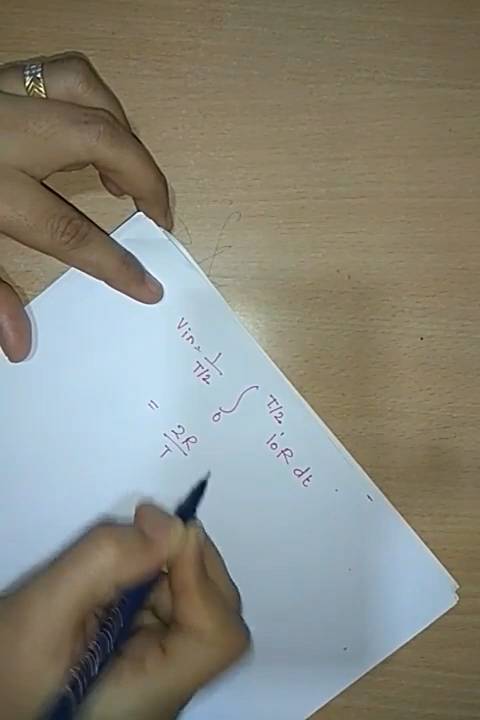 Vin = 1/T/2 ∫₀^T/2 i₀R dt
= 2R/T